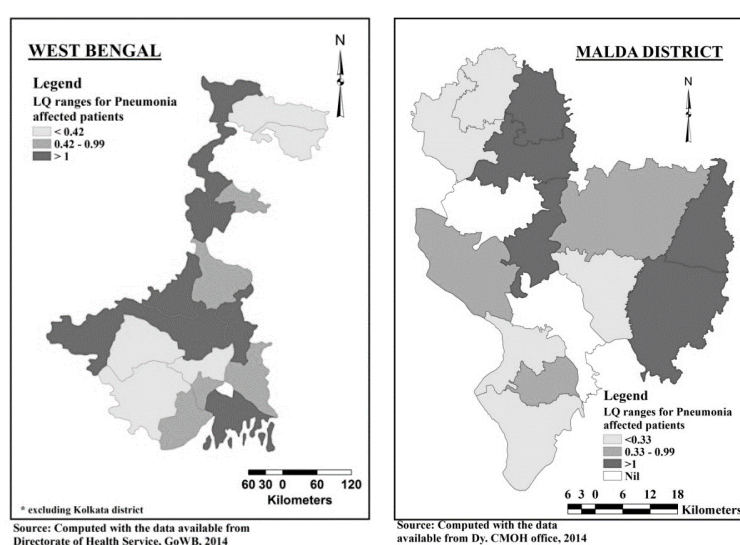 WEST BENGAL
N
Legend
LQ ranges for Pneumonia
affected patients
< 0.42
0.42 - 0.99
> 1
60 30 0 60 120
Kilometers
* excluding Kolkata district
Source: Computed with the data available from
Directorate of Health Service, GoWB, 2014
MALDA DISTRICT
N
Legend
LQ ranges for Pneumonia
affected patients
<0.33
0.33 - 0.99
>1
Nil
6 3 0 6 12 18
Kilometers
Source: Computed with the data
available from Dy. CMOH office, 2014